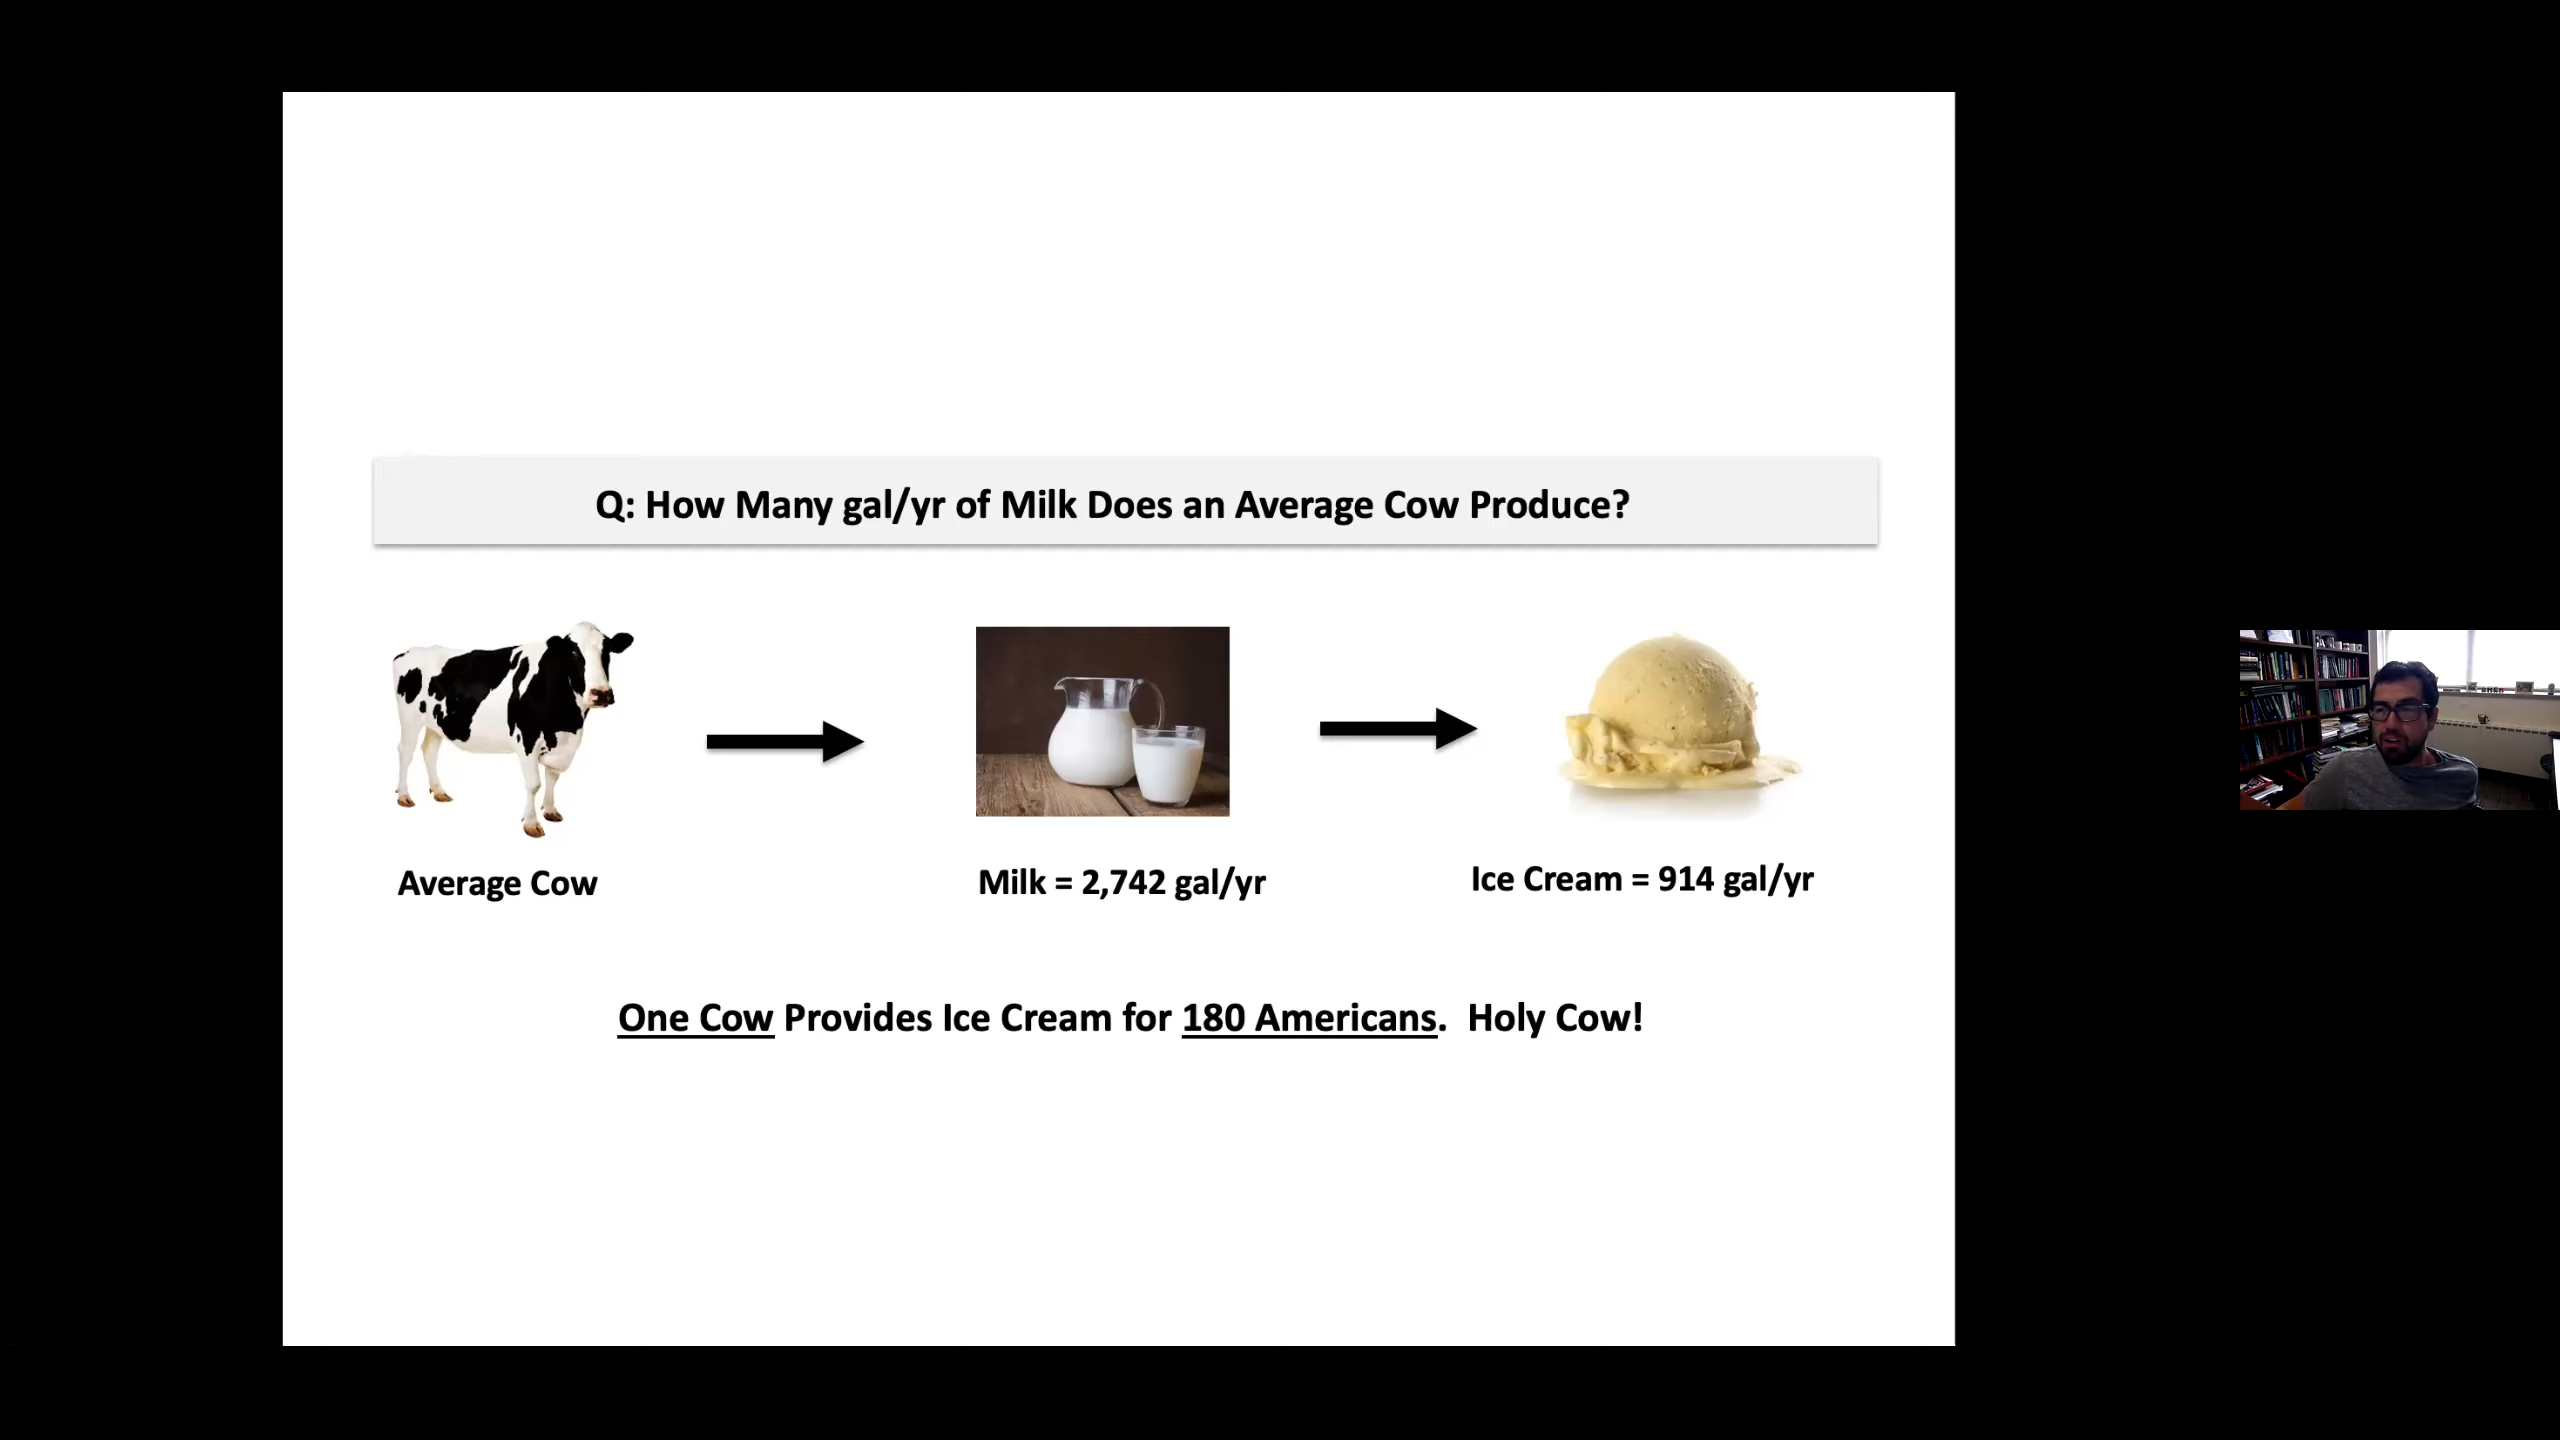 Q: How Many gal/yr of Milk Does an Average Cow Produce?
Average Cow
Milk = 2,742 gal/yr
Ice Cream = 914 gal/yr
One Cow Provides Ice Cream for 180 Americans.  Holy Cow!